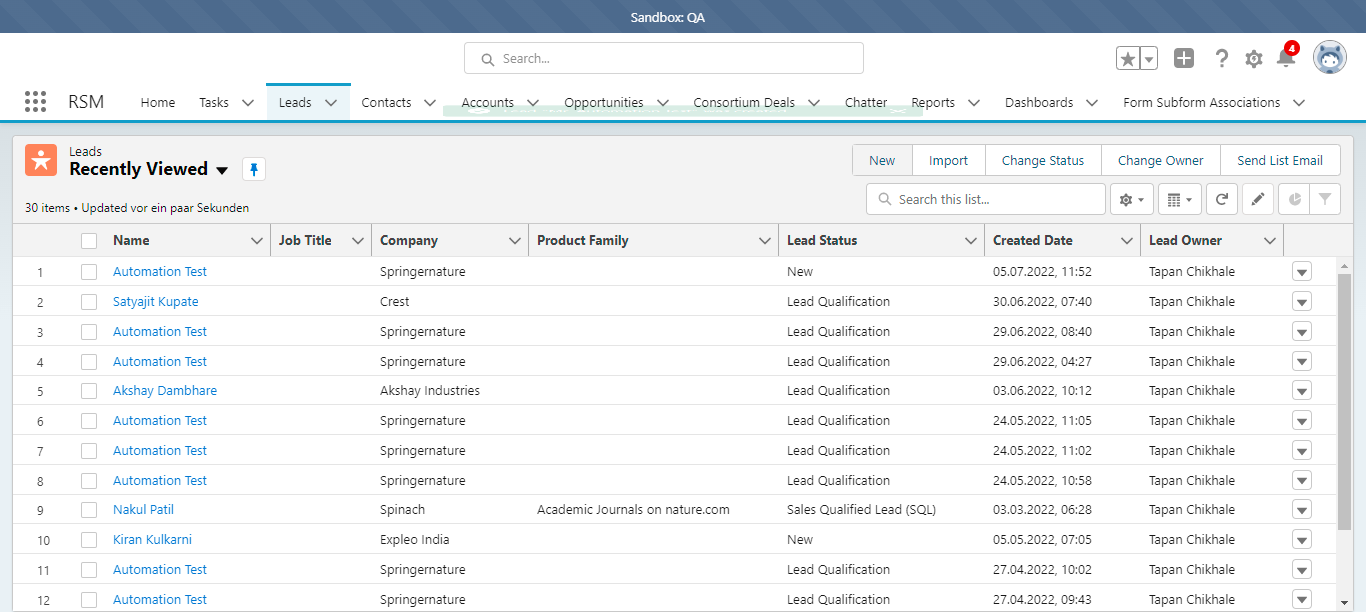 Sandbox: QA
Search...
4
RSM Home Tasks Leads Contacts Accounts Opportunities Consortium Deals Chatter Reports Dashboards Form Subform Associations
Leads
Recently Viewed
New Import Change Status Change Owner Send List Email
30 items • Updated vor ein paar Sekunden
Search this list...
Name Job Title Company Product Family Lead Status Created Date Lead Owner
1 Automation Test Springernature New 05.07.2022, 11:52 Tapan Chikhale
2 Satyajit Kupate Crest Lead Qualification 30.06.2022, 07:40 Tapan Chikhale
3 Automation Test Springernature Lead Qualification 29.06.2022, 08:40 Tapan Chikhale
4 Automation Test Springernature Lead Qualification 29.06.2022, 04:27 Tapan Chikhale
5 Akshay Dambhare Akshay Industries Lead Qualification 03.06.2022, 10:12 Tapan Chikhale
6 Automation Test Springernature Lead Qualification 24.05.2022, 11:05 Tapan Chikhale
7 Automation Test Springernature Lead Qualification 24.05.2022, 11:02 Tapan Chikhale
8 Automation Test Springernature Lead Qualification 24.05.2022, 10:58 Tapan Chikhale
9 Nakul Patil Spinach Academic Journals on nature.com Sales Qualified Lead (SQL) 03.03.2022, 06:28 Tapan Chikhale
10 Kiran Kulkarni Expleo India New 05.05.2022, 07:05 Tapan Chikhale
11 Automation Test Springernature Lead Qualification 27.04.2022, 10:02 Tapan Chikhale
12 Automation Test Springernature Lead Qualification 27.04.2022, 09:43 Tapan Chikhale